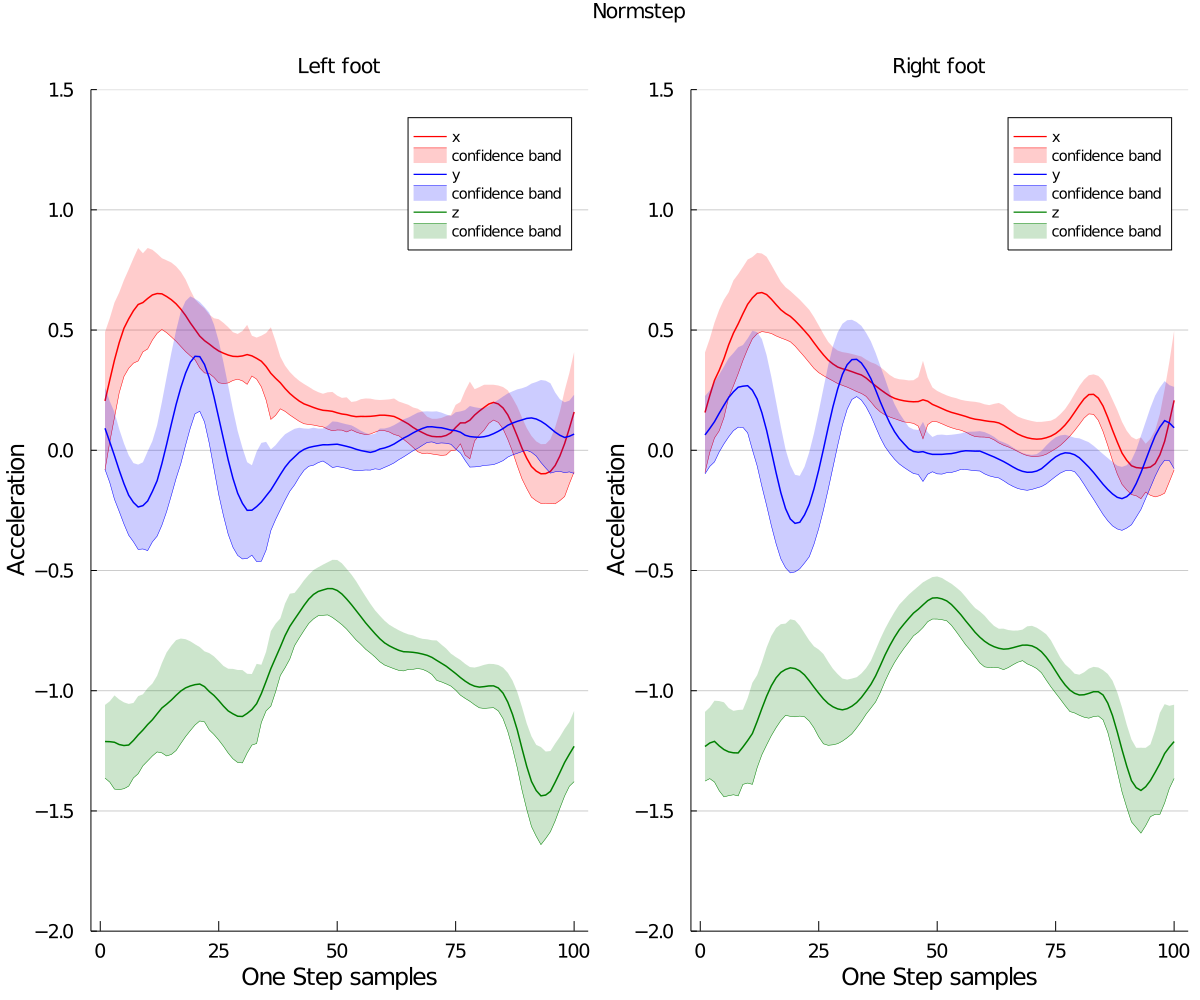 Normstep
Left foot
1.5
1.0
0.5
0.0
−0.5
−1.0
−1.5
−2.0
Acceleration
x
confidence band
y
confidence band
z
confidence band
0
25
50
75
100
One Step samples
Right foot
1.5
1.0
0.5
0.0
−0.5
−1.0
−1.5
−2.0
Acceleration
x
confidence band
y
confidence band
z
confidence band
0
25
50
75
100
One Step samples